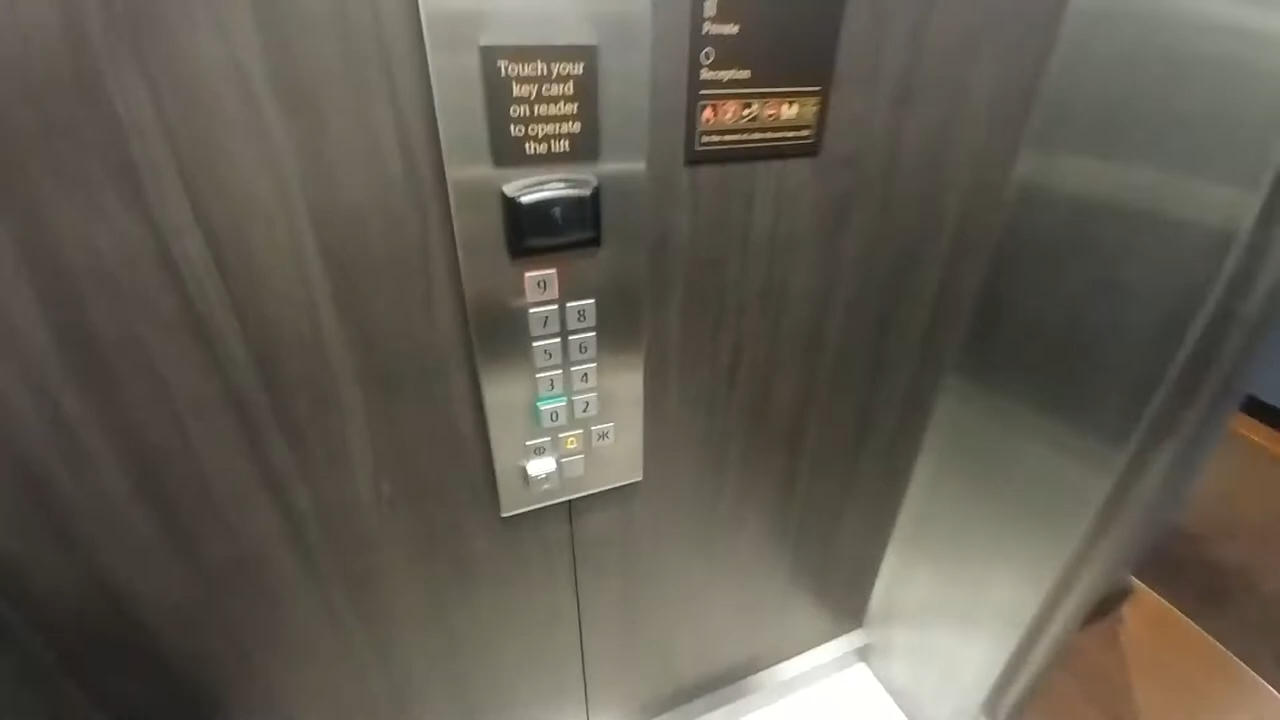 Touch your
key card
on reader
to operate
the lift
Private
Reception
9
7 8
5 6
3 4
0 2